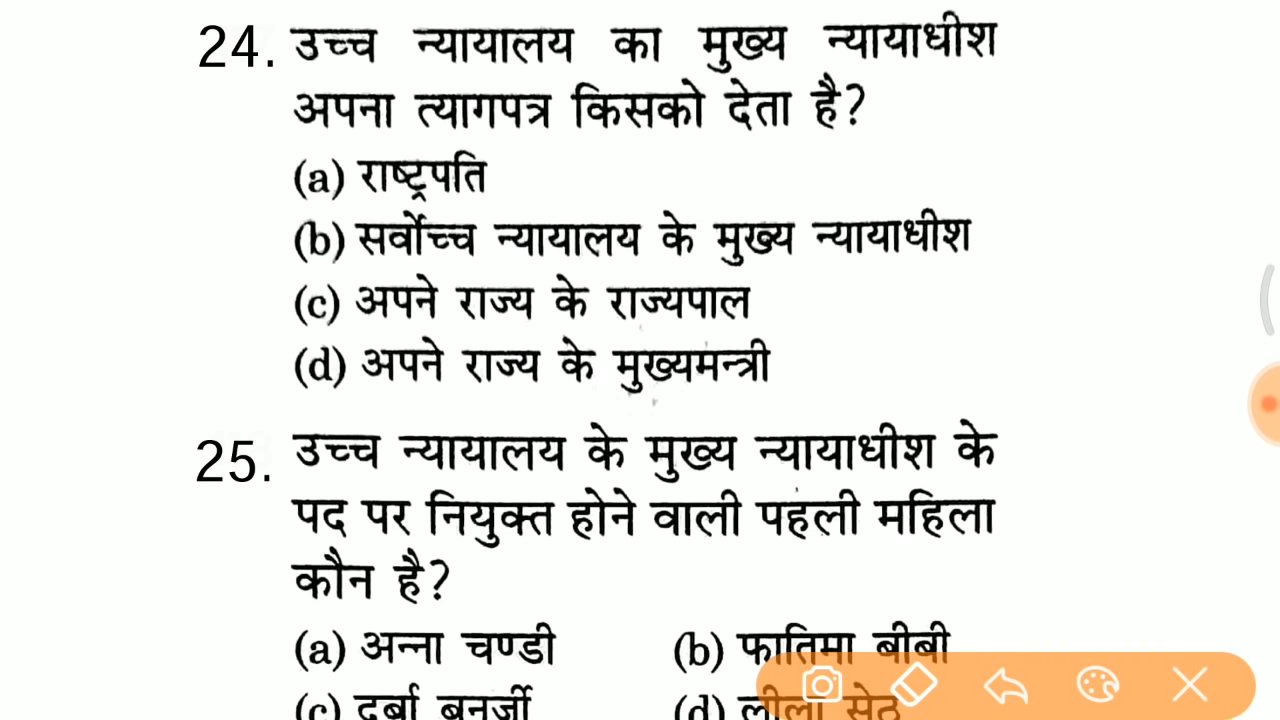 24. उच्च न्यायालय का मुख्य न्यायाधीश
अपना त्यागपत्र किसको देता है?
(a) राष्ट्रपति
(b) सर्वोच्च न्यायालय के मुख्य न्यायाधीश
(c) अपने राज्य के राज्यपाल
(d) अपने राज्य के मुख्यमन्त्री
25. उच्च न्यायालय के मुख्य न्यायाधीश के
पद पर नियुक्त होने वाली पहली महिला
कौन है?
(a) अन्ना चण्डी (b) फातिमा बीबी
(c) दुर्बा बनर्जी (d) लीला सेठ